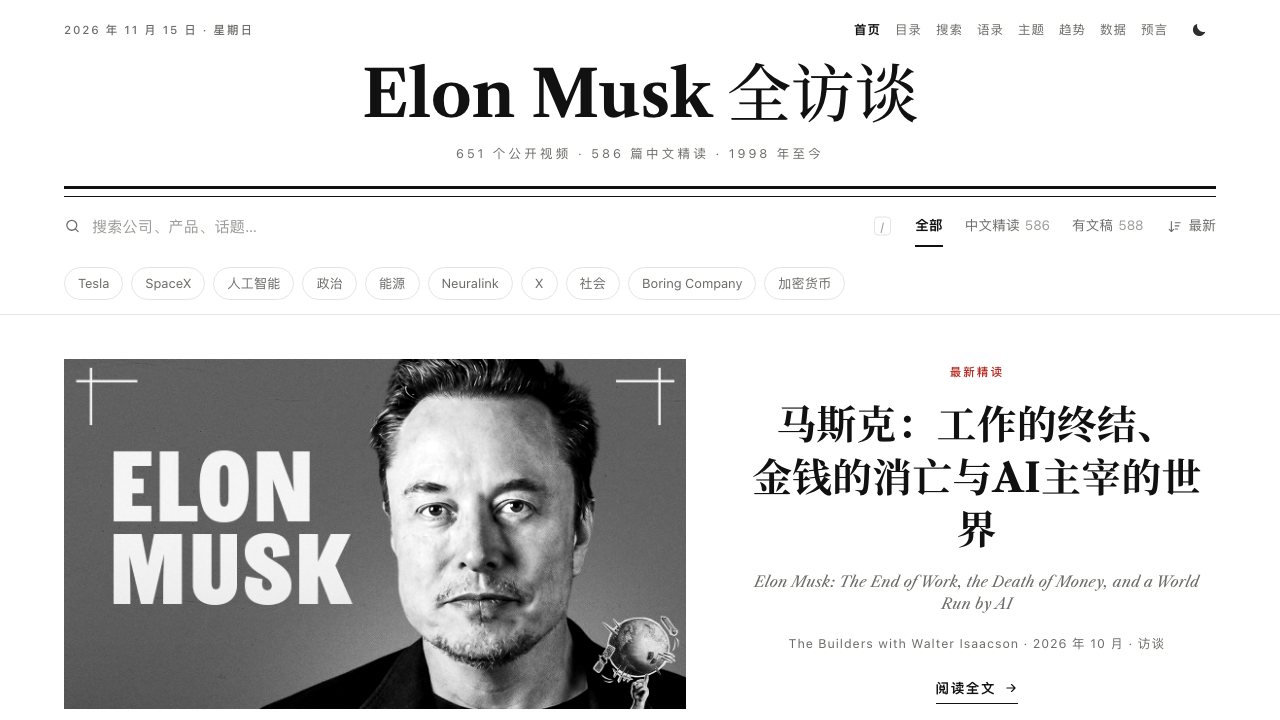 2026 年 11 月 15 日 · 星期日
首页 目录 搜索 语录 主题 趋势 数据 预言
Elon Musk 全访谈
651 个公开视频 · 586 篇中文精读 · 1998 年至今
搜索公司、产品、话题...
/ 全部 中文精读 586 有文稿 588 最新
Tesla SpaceX 人工智能 政治 能源 Neuralink X 社会 Boring Company 加密货币
ELON
MUSK
最新精读
马斯克：工作的终结、
金钱的消亡与AI主宰的世
界
Elon Musk: The End of Work, the Death of Money, and a World
Run by AI
The Builders with Walter Isaacson · 2026 年 10 月 · 访谈
阅读全文 →